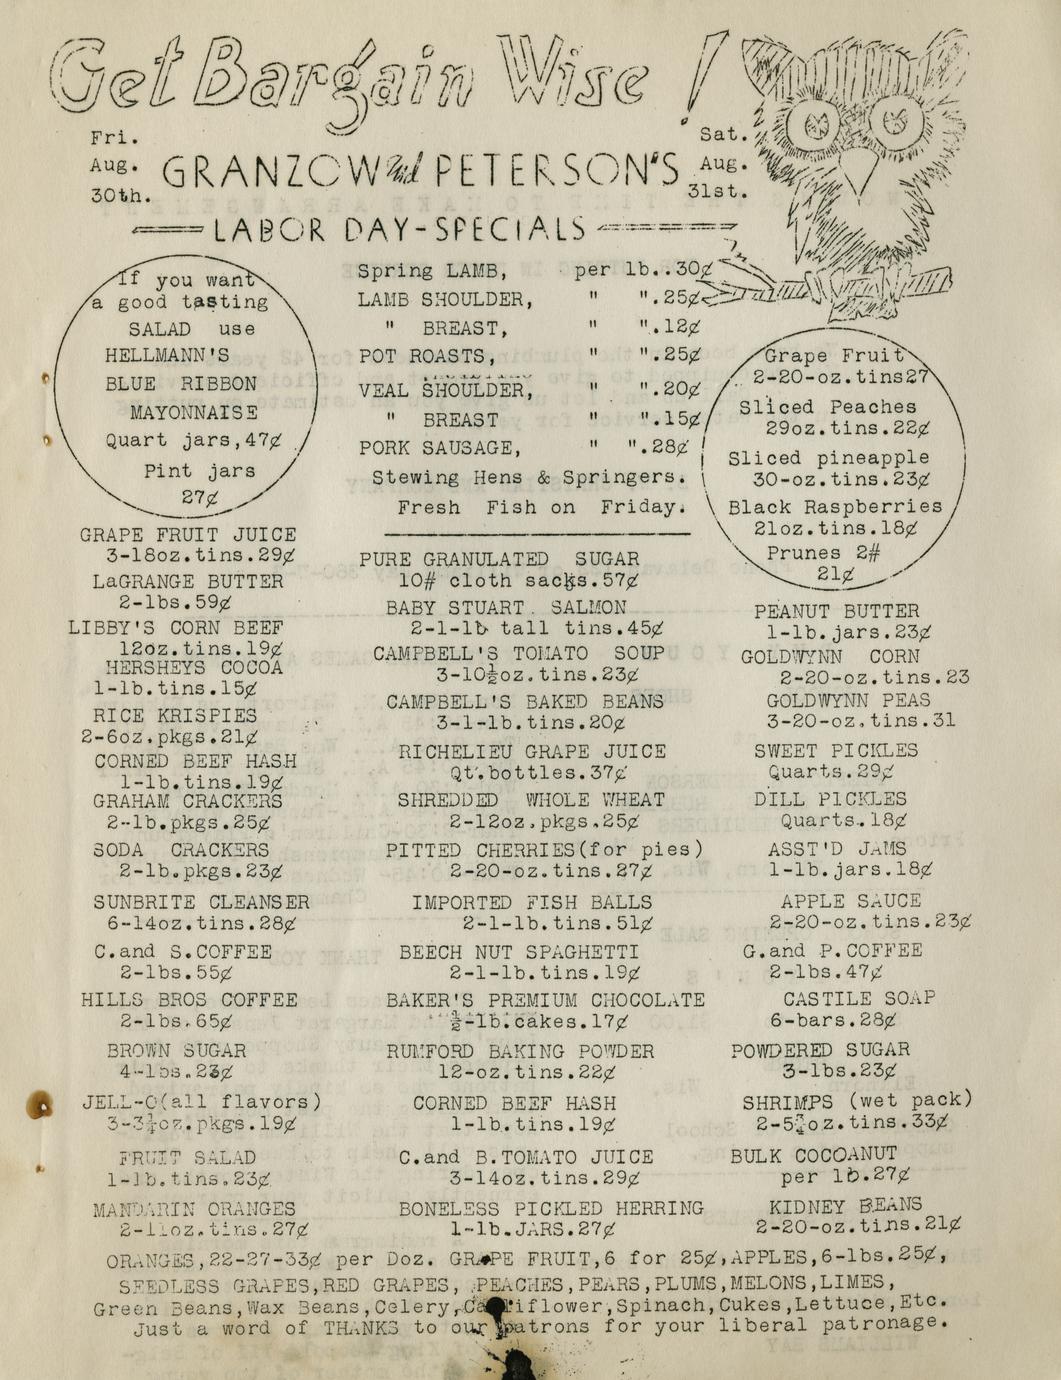 Get Bargain Wise!
Fri.
Aug.
30th.
GRANZOW and PETERSON'S
Sat.
Aug.
31st.
LABOR DAY-SPECIALS
If you want
a good tasting
SALAD use
HELLMANN'S
BLUE RIBBON
MAYONNAISE
Quart jars,47¢
Pint jars
27¢
Spring LAMB, per lb..30¢
LAMB SHOULDER, " ".25¢
" BREAST, " ".12¢
POT ROASTS, " ".25¢
VEAL SHOULDER, " ".20¢
" BREAST " ".15¢
PORK SAUSAGE, " ".28¢
Stewing Hens & Springers.
Fresh Fish on Friday.
Grape Fruit
2-20-oz.tins27
Sliced Peaches
29oz.tins.22¢
Sliced pineapple
30-oz.tins.23¢
Black Raspberries
21oz.tins.18¢
Prunes 2#
21¢
GRAPE FRUIT JUICE
3-18oz.tins.29¢
LaGRANGE BUTTER
2-lbs.59¢
LIBBY'S CORN BEEF
12oz.tins.19¢
HERSHEYS COCOA
1-lb.tins.15¢
RICE KRISPIES
2-6oz.pkgs.21¢
CORNED BEEF HASH
1-lb.tins.19¢
GRAHAM CRACKERS
2-lb.pkgs.25¢
SODA CRACKERS
2-lb.pkgs.23¢
SUNBRITE CLEANSER
6-14oz.tins.28¢
C.and S.COFFEE
2-lbs.55¢
HILLS BROS COFFEE
2-lbs.65¢
BROWN SUGAR
4-lbs.23¢
JELL-O(all flavors)
3-3½oz.pkgs.19¢
FRUIT SALAD
1-lb.tins.23¢
MANDARIN ORANGES
2-11oz.tins.27¢
PURE GRANULATED SUGAR
10# cloth sacks.57¢
BABY STUART SALMON
2-1-lb tall tins.45¢
CAMPBELL'S TOMATO SOUP
3-10½oz.tins.23¢
CAMPBELL'S BAKED BEANS
3-1-lb.tins.20¢
RICHELIEU GRAPE JUICE
Qt.bottles.37¢
SHREDDED WHOLE WHEAT
2-12oz.pkgs.25¢
PITTED CHERRIES(for pies)
2-20-oz.tins.27¢
IMPORTED FISH BALLS
2-1-lb.tins.51¢
BEECH NUT SPAGHETTI
2-1-lb.tins.19¢
BAKER'S PREMIUM CHOCOLATE
½-lb.cakes.17¢
RUMFORD BAKING POWDER
12-oz.tins.22¢
CORNED BEEF HASH
1-lb.tins.19¢
C.and B.TOMATO JUICE
3-14oz.tins.29¢
BONELESS PICKLED HERRING
1-lb.JARS.27¢
PEANUT BUTTER
1-lb.jars.23¢
GOLDWYNN CORN
2-20-oz.tins.23
GOLDWYNN PEAS
3-20-oz.tins.31
SWEET PICKLES
Quarts.29¢
DILL PICKLES
Quarts.18¢
ASST'D JAMS
1-lb.jars.18¢
APPLE SAUCE
2-20-oz.tins.23¢
G.and P.COFFEE
2-lbs.47¢
CASTILE SOAP
6-bars.28¢
POWDERED SUGAR
3-lbs.23¢
SHRIMPS (wet pack)
2-5¾oz.tins.33¢
BULK COCOANUT
per lb.27¢
KIDNEY BEANS
2-20-oz.tins.21¢
ORANGES,22-27-33¢ per Doz. GRAPE FRUIT,6 for 25¢,APPLES,6-lbs.25¢,
SEEDLESS GRAPES,RED GRAPES, PEACHES,PEARS,PLUMS,MELONS,LIMES,
Green Beans,Wax Beans,Celery,Cauliflower,Spinach,Cukes,Lettuce,Etc.
Just a word of THANKS to our patrons for your liberal patronage.